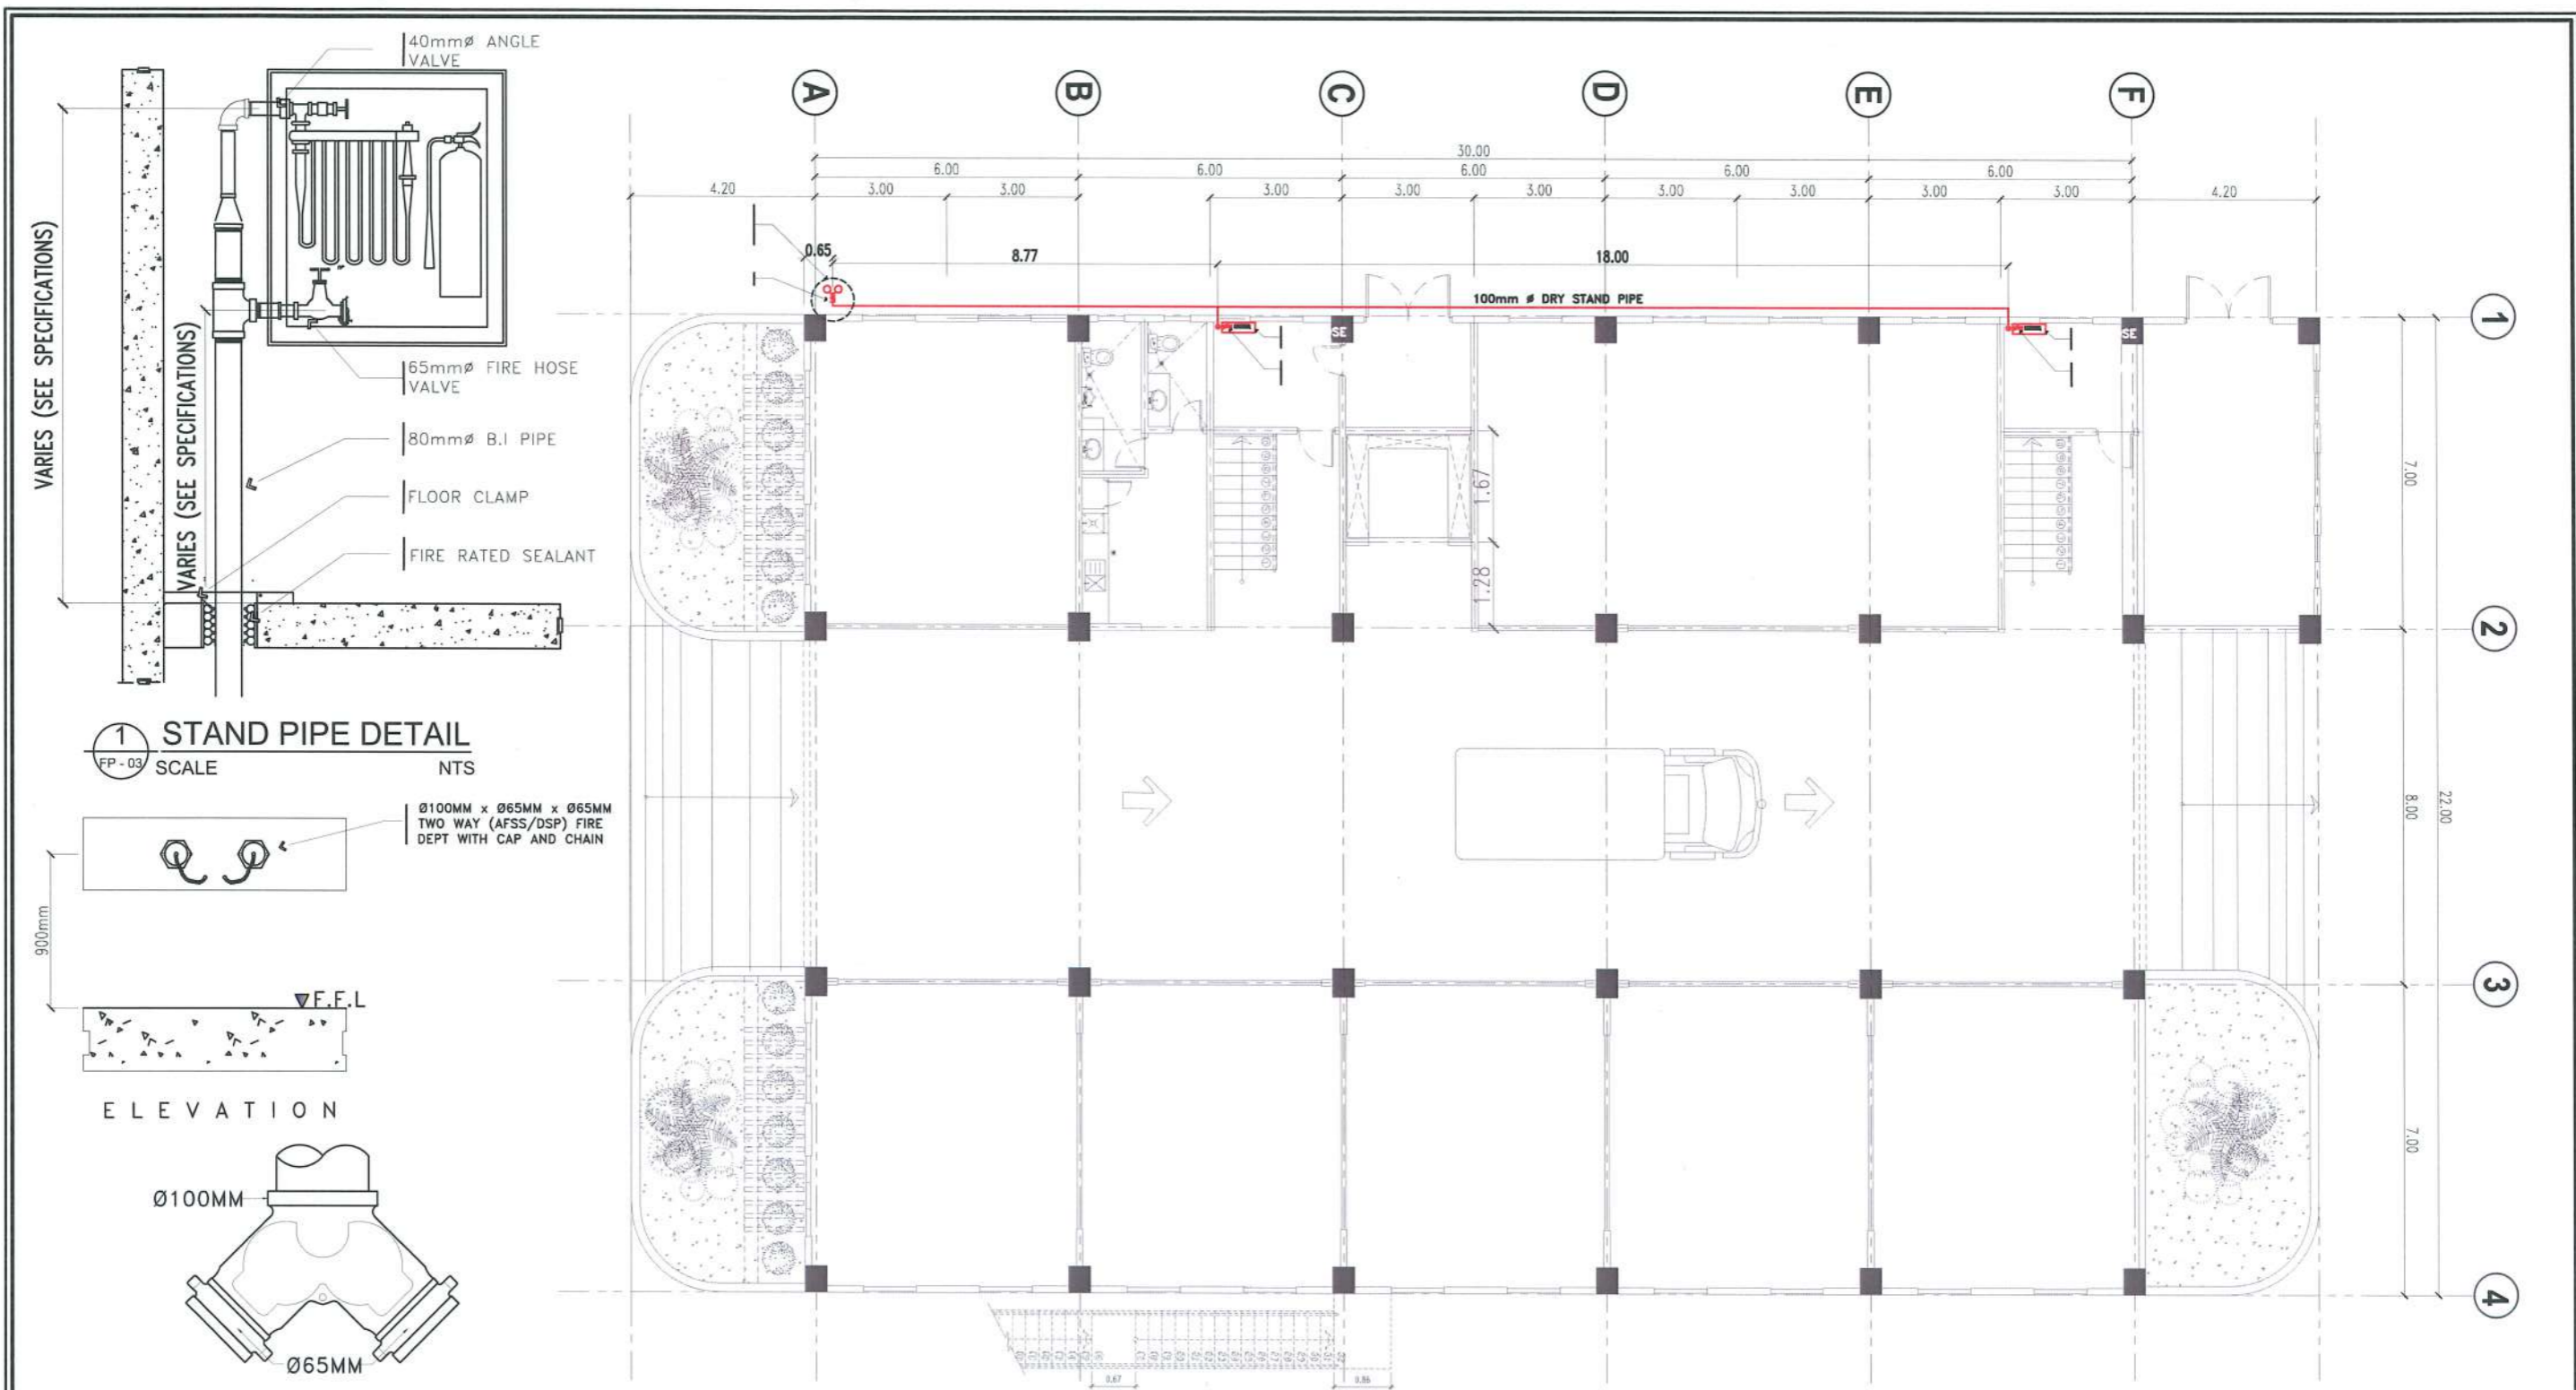 40mmø ANGLE
VALVE
VARIES (SEE SPECIFICATIONS)
VARIES (SEE SPECIFICATIONS)
65mmø FIRE HOSE
VALVE
80mmø B.I PIPE
FLOOR CLAMP
FIRE RATED SEALANT
1 STAND PIPE DETAIL
FP - 03 SCALE NTS
Ø100MM x Ø65MM x Ø65MM
TWO WAY (AFSS/DSP) FIRE
DEPT WITH CAP AND CHAIN
900mm
F.F.L
ELEVATION
Ø100MM
Ø65MM
A B C D E F
30.00
6.00 6.00 6.00 6.00 6.00
4.20 3.00 3.00 3.00 3.00 3.00 3.00 3.00 3.00 3.00 4.20
0.65 8.77 18.00
100mm ø DRY STAND PIPE
SE SE
1
7.00
1.67
1.28
2
8.00
22.00
3
7.00
4
0.67 0.86